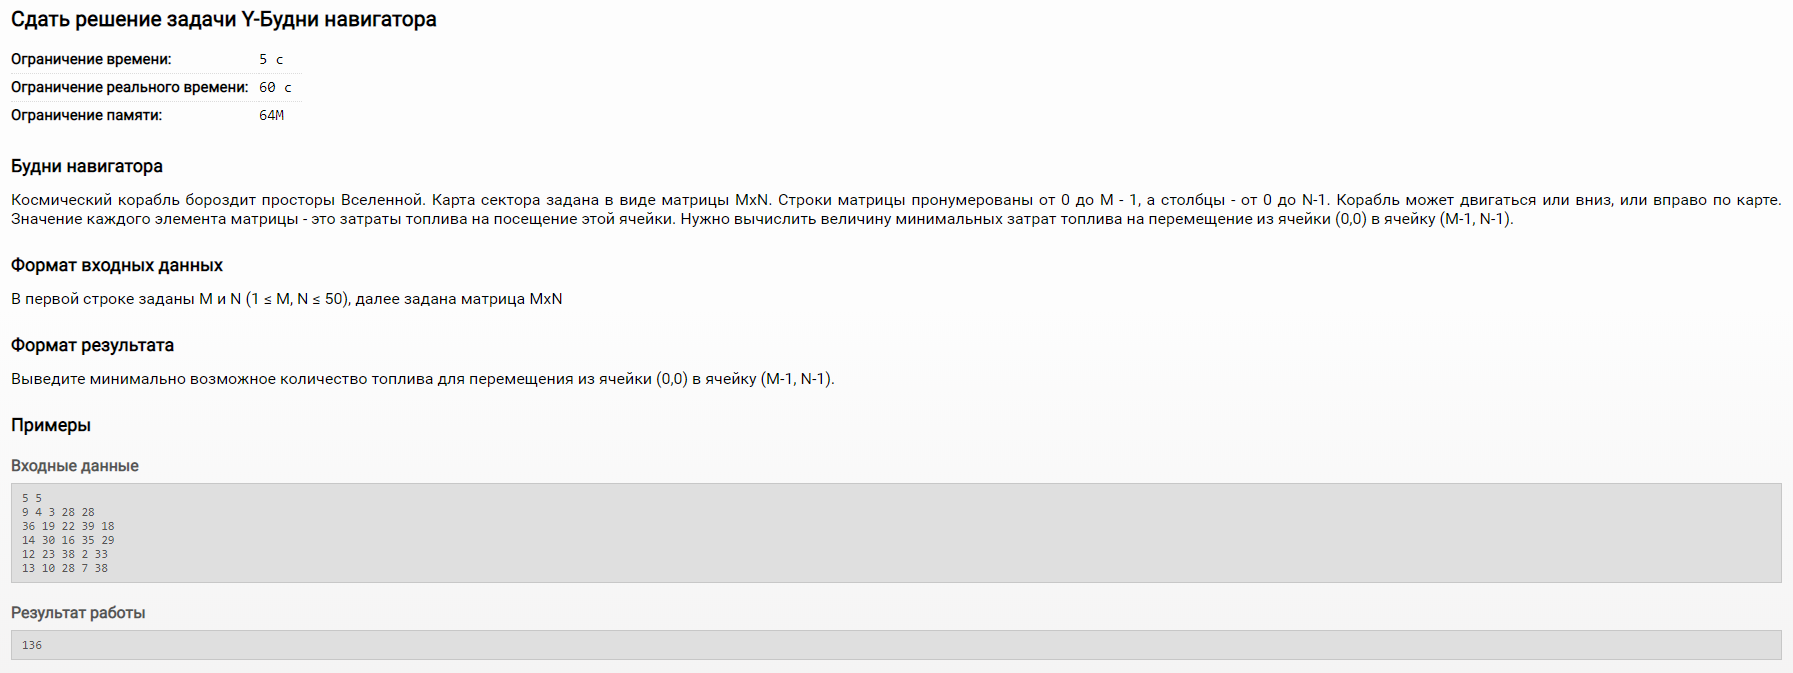 Сдать решение задачи Y-Будни навигатора
Ограничение времени: 5 с
Ограничение реального времени: 60 с
Ограничение памяти: 64M
Будни навигатора
Космический корабль бороздит просторы Вселенной. Карта сектора задана в виде матрицы MxN. Строки матрицы пронумерованы от 0 до M - 1, а столбцы - от 0 до N-1. Корабль может двигаться или вниз, или вправо по карте.
Значение каждого элемента матрицы - это затраты топлива на посещение этой ячейки. Нужно вычислить величину минимальных затрат топлива на перемещение из ячейки (0,0) в ячейку (M-1, N-1).
Формат входных данных
В первой строке заданы M и N (1 ≤ M, N ≤ 50), далее задана матрица MxN
Формат результата
Выведите минимально возможное количество топлива для перемещения из ячейки (0,0) в ячейку (M-1, N-1).
Примеры
Входные данные
5 5
9 4 3 28 28
36 19 22 39 18
14 30 16 35 29
12 23 38 2 33
13 10 28 7 38
Результат работы
136